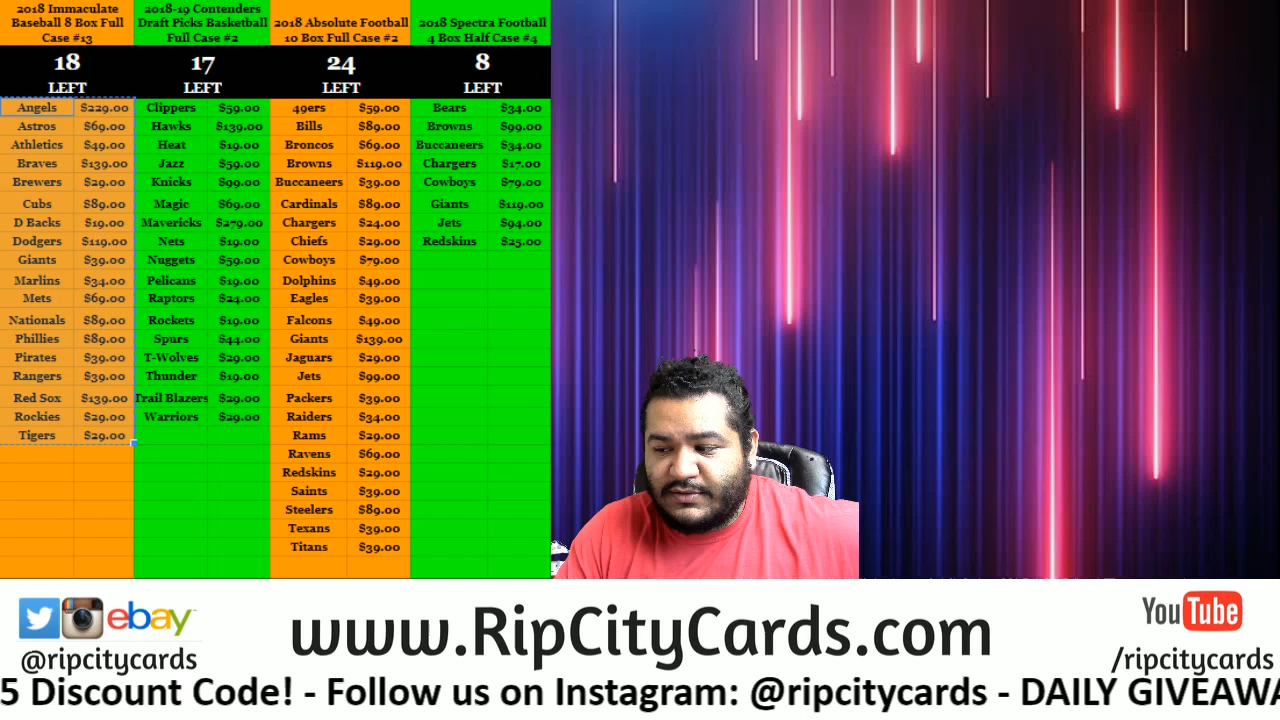 2018 Immaculate
Baseball 8 Box Full
Case #13
18
LEFT
Angels $229.00
Astros $69.00
Athletics $49.00
Braves $139.00
Brewers $29.00
Cubs $89.00
D Backs $19.00
Dodgers $119.00
Giants $39.00
Marlins $34.00
Mets $69.00
Nationals $89.00
Phillies $89.00
Pirates $39.00
Rangers $39.00
Red Sox $139.00
Rockies $29.00
Tigers $29.00
2018-19 Contenders
Draft Picks Basketball
Full Case #2
17
LEFT
Clippers $59.00
Hawks $139.00
Heat $19.00
Jazz $59.00
Knicks $99.00
Magic $69.00
Mavericks $279.00
Nets $19.00
Nuggets $59.00
Pelicans $19.00
Raptors $24.00
Rockets $19.00
Spurs $44.00
T-Wolves $29.00
Thunder $19.00
Trail Blazers $29.00
Warriors $29.00
2018 Absolute Football
10 Box Full Case #2
24
LEFT
49ers $59.00
Bills $89.00
Broncos $69.00
Browns $119.00
Buccaneers $39.00
Cardinals $89.00
Chargers $24.00
Chiefs $29.00
Cowboys $79.00
Dolphins $49.00
Eagles $39.00
Falcons $49.00
Giants $139.00
Jaguars $29.00
Jets $99.00
Packers $39.00
Raiders $34.00
Rams $29.00
Ravens $69.00
Redskins $29.00
Saints $39.00
Steelers $89.00
Texans $39.00
Titans $39.00
2018 Spectra Football
4 Box Half Case #4
8
LEFT
Bears $34.00
Browns $99.00
Buccaneers $34.00
Chargers $17.00
Cowboys $79.00
Giants $119.00
Jets $94.00
Redskins $25.00
ebay
@ripcitycards
www.RipCityCards.com
YouTube
/ripcitycards
5 Discount Code! - Follow us on Instagram: @ripcitycards - DAILY GIVEAWA